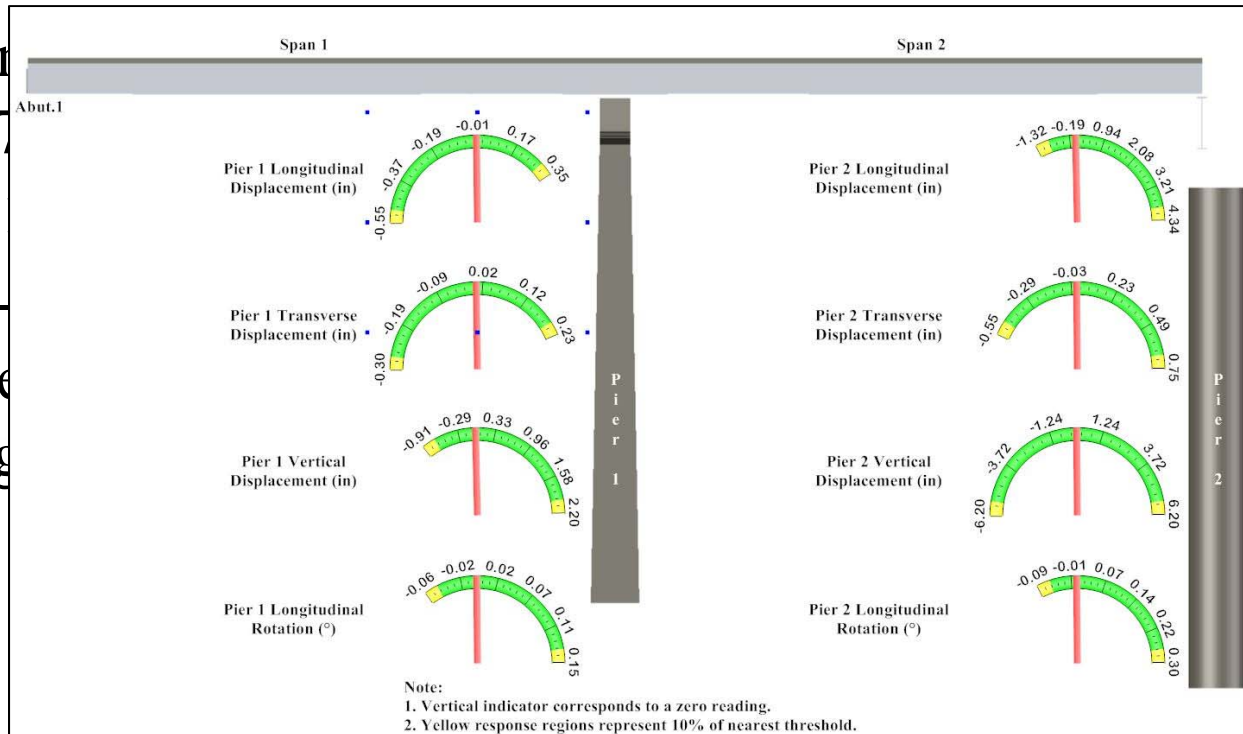 Span 1
Span 2
Abut.1
Pier 1 Longitudinal
Displacement (in)
-0.55 -0.37 -0.19 -0.01 0.17 0.35
Pier 2 Longitudinal
Displacement (in)
-1.32 -0.19 0.94 2.08 3.21 4.34
Pier 1 Transverse
Displacement (in)
-0.30 -0.19 -0.09 0.02 0.12 0.23
Pier 2 Transverse
Displacement (in)
-0.55 -0.29 -0.03 0.23 0.49 0.75
Pier 1 Vertical
Displacement (in)
-0.91 -0.29 0.33 0.96 1.58 2.20
Pier 2 Vertical
Displacement (in)
-6.20 -3.72 -1.24 1.24 3.72 6.20
Pier 1 Longitudinal
Rotation (°)
-0.06 -0.02 0.02 0.07 0.11 0.15
Pier 2 Longitudinal
Rotation (°)
-0.09 -0.01 0.07 0.14 0.22 0.30
Pier 1
Pier 2
Note:
1. Vertical indicator corresponds to a zero reading.
2. Yellow response regions represent 10% of nearest threshold.